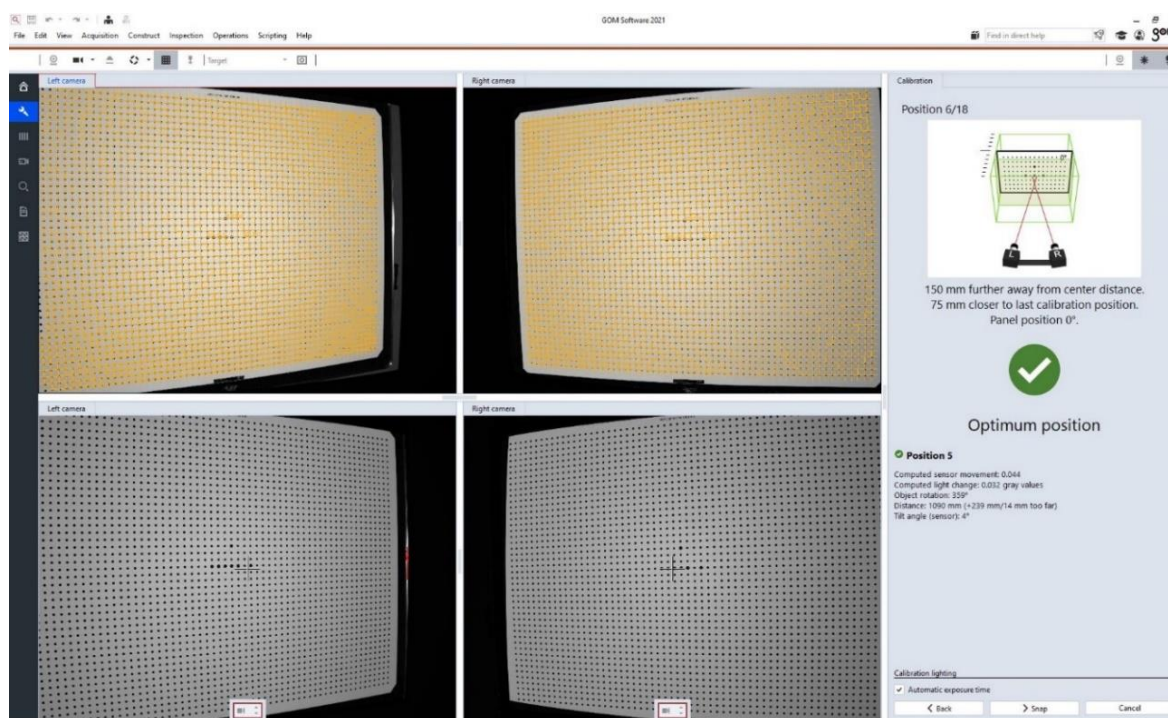 GOM Software 2021
File Edit View Acquisition Construct Inspection Operations Scripting Help
Find in direct help
Target
Left camera
Right camera
Calibration
Position 6/18
0°
L R
150 mm further away from center distance.
75 mm closer to last calibration position.
Panel position 0°.
Optimum position
Left camera
Right camera
Position 5
Computed sensor movement: 0.044
Computed light change: 0.032 gray values
Object rotation: 359°
Distance: 1090 mm (+239 mm/14 mm too far)
Tilt angle (sensor): 4°
Calibration lighting
Automatic exposure time
Back Snap Cancel